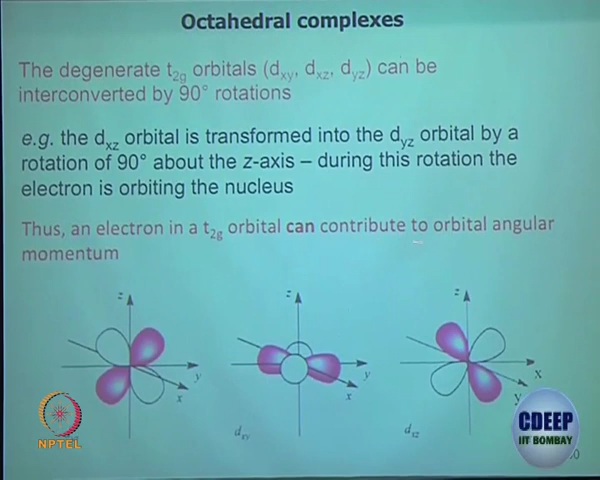 Octahedral complexes
The degenerate t2g orbitals (dxy, dxz, dyz) can be
interconverted by 90° rotations
e.g. the dxz orbital is transformed into the dyz orbital by a
rotation of 90° about the z-axis – during this rotation the
electron is orbiting the nucleus
Thus, an electron in a t2g orbital can contribute to orbital angular
momentum
z z z
y y x
x x y
dxy dxz
NPTEL
CDEEP
IIT BOMBAY